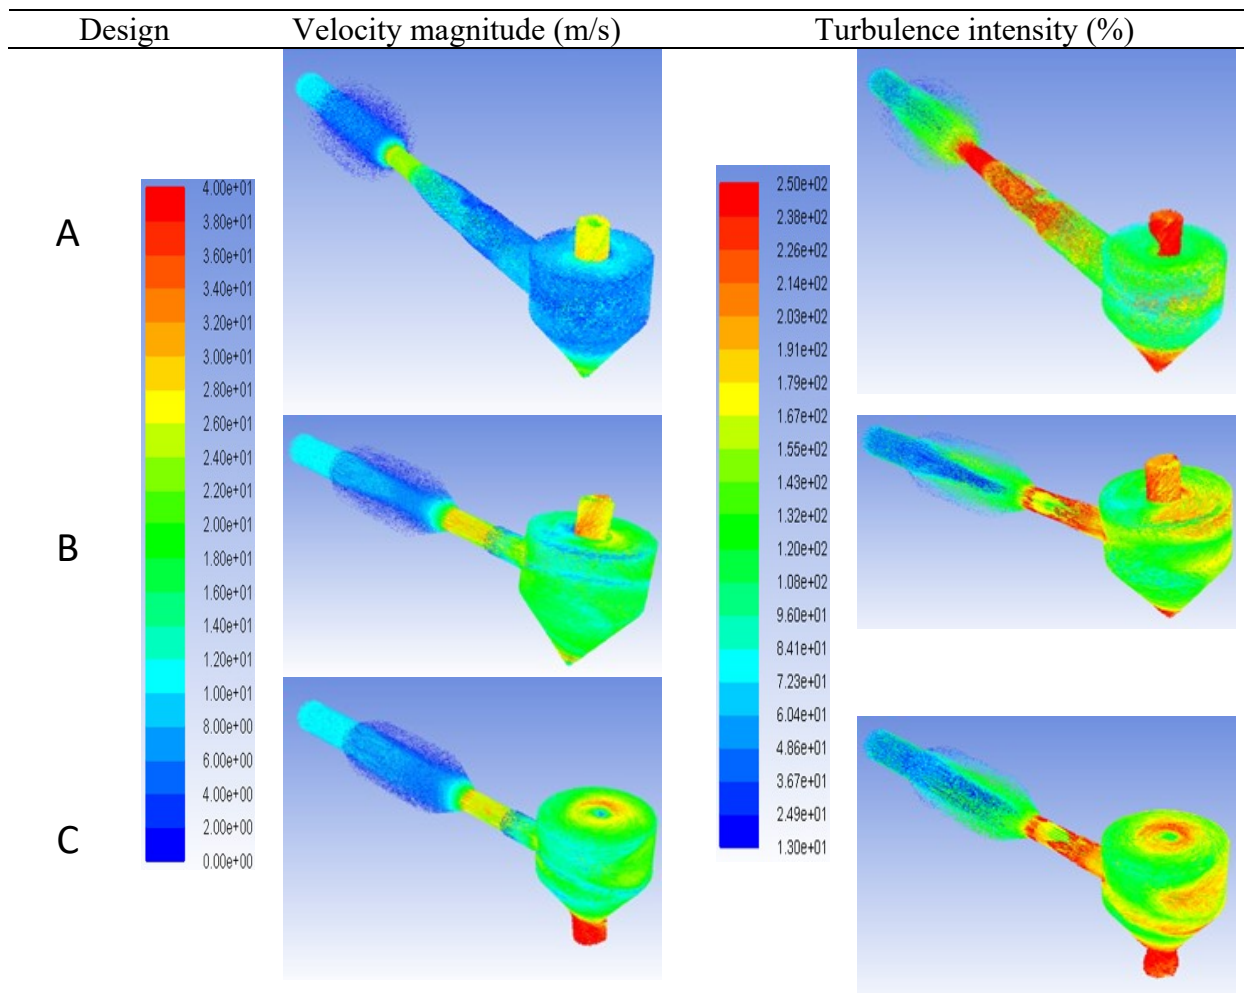 Design Velocity magnitude (m/s) Turbulence intensity (%)
A
B
C
4.00e+01
3.80e+01
3.60e+01
3.40e+01
3.20e+01
3.00e+01
2.80e+01
2.60e+01
2.40e+01
2.20e+01
2.00e+01
1.80e+01
1.60e+01
1.40e+01
1.20e+01
1.00e+01
8.00e+00
6.00e+00
4.00e+00
2.00e+00
0.00e+00
2.50e+02
2.38e+02
2.26e+02
2.14e+02
2.03e+02
1.91e+02
1.79e+02
1.67e+02
1.55e+02
1.43e+02
1.32e+02
1.20e+02
1.08e+02
9.60e+01
8.41e+01
7.23e+01
6.04e+01
4.86e+01
3.67e+01
2.49e+01
1.30e+01